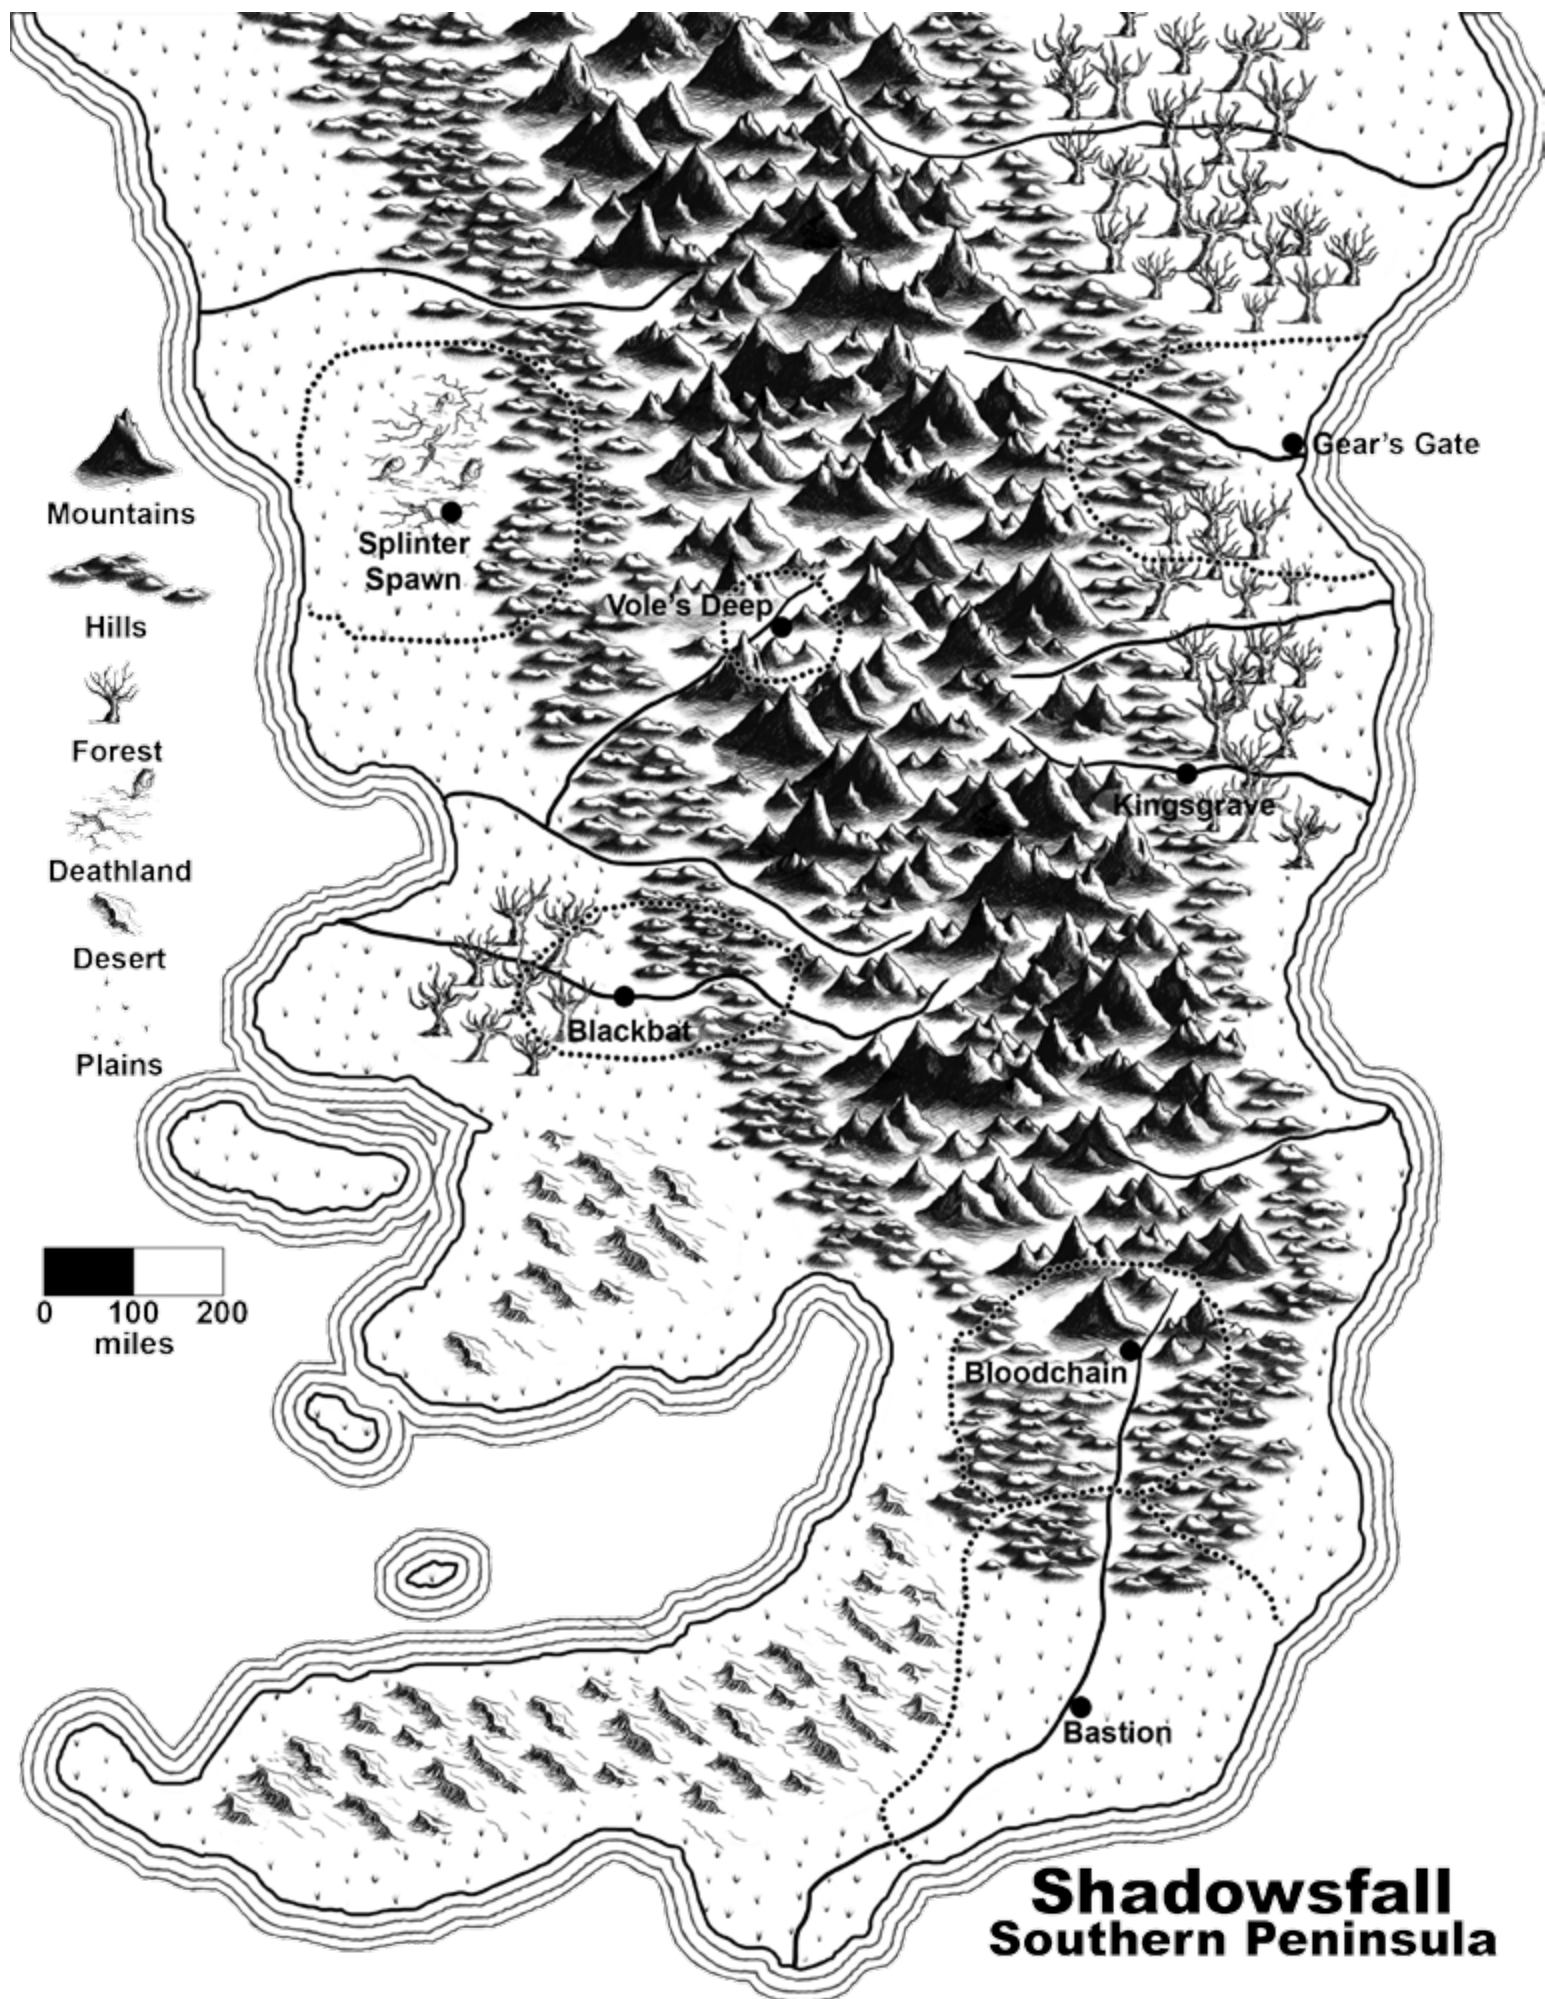 Gear's Gate
Mountains
Splinter
Spawn
Vole's Deep
Hills
Forest
Kingsgrave
Deathland
Desert
Blackbat
Plains
0 100 200
miles
Bloodchain
Bastion
Shadowsfall
Southern Peninsula